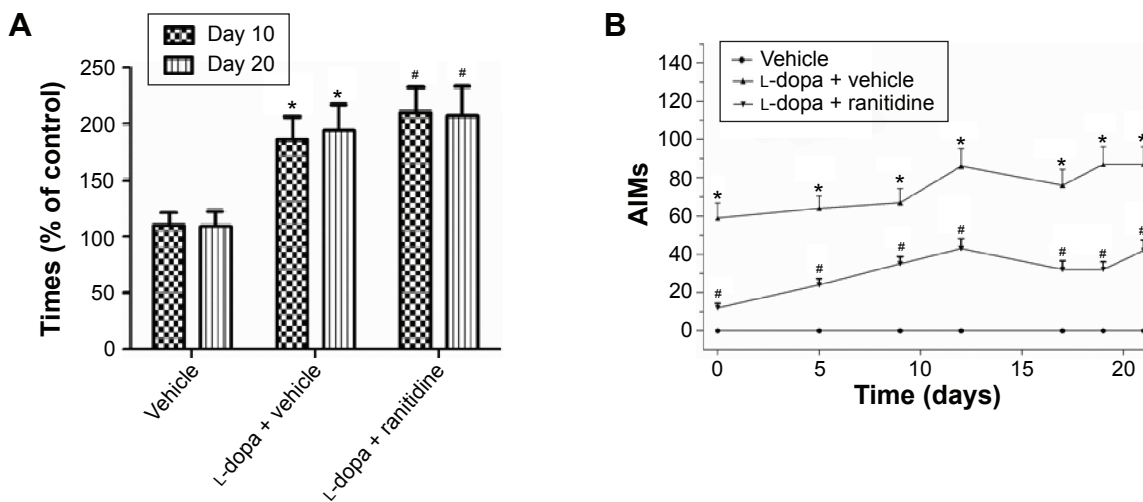 A
Day 10
Day 20
Times (% of control)
250
200
150
100
50
0
* * # #
Vehicle
L-dopa + vehicle
L-dopa + ranitidine
B
Vehicle
L-dopa + vehicle
L-dopa + ranitidine
AIMs
140
120
100
80
60
40
20
0
* * * * * * *
# # # # # # #
0 5 10 15 20
Time (days)